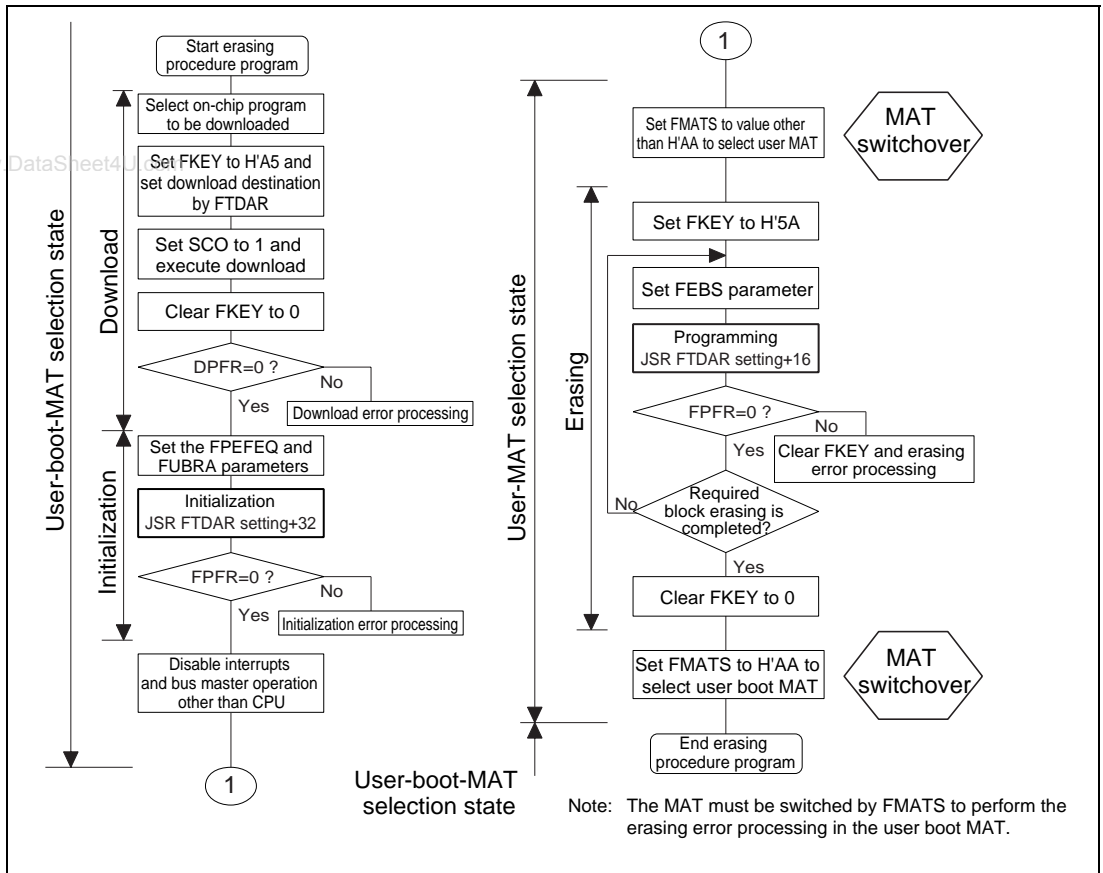 Start erasing
procedure program
Select on-chip program
to be downloaded
Set FKEY to H'A5 and
set download destination
by FTDAR
Set SCO to 1 and
execute download
Clear FKEY to 0
DPFR=0 ?
No
Yes
Download error processing
Set the FPEFEQ and
FUBRA parameters
Initialization
JSR FTDAR setting+32
FPFR=0 ?
No
Yes
Initialization error processing
Disable interrupts
and bus master operation
other than CPU
1
User-boot-MAT selection state
Download
Initialization
.DataSheet4U.com
1
Set FMATS to value other
than H'AA to select user MAT
MAT
switchover
Set FKEY to H'5A
Set FEBS parameter
Programming
JSR FTDAR setting+16
FPFR=0 ?
No
Yes
Clear FKEY and erasing
error processing
Required
block erasing is
completed?
No
Yes
Clear FKEY to 0
Set FMATS to H'AA to
select user boot MAT
MAT
switchover
End erasing
procedure program
User-MAT selection state
Erasing
User-boot-MAT
selection state
Note: The MAT must be switched by FMATS to perform the
erasing error processing in the user boot MAT.